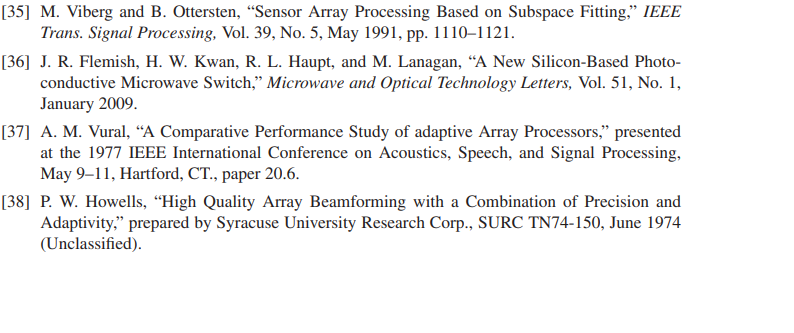 [35] M. Viberg and B. Ottersten, “Sensor Array Processing Based on Subspace Fitting,” IEEE
Trans. Signal Processing, Vol. 39, No. 5, May 1991, pp. 1110–1121.
[36] J. R. Flemish, H. W. Kwan, R. L. Haupt, and M. Lanagan, “A New Silicon-Based Photo-
conductive Microwave Switch,” Microwave and Optical Technology Letters, Vol. 51, No. 1,
January 2009.
[37] A. M. Vural, “A Comparative Performance Study of adaptive Array Processors,” presented
at the 1977 IEEE International Conference on Acoustics, Speech, and Signal Processing,
May 9–11, Hartford, CT., paper 20.6.
[38] P. W. Howells, “High Quality Array Beamforming with a Combination of Precision and
Adaptivity,” prepared by Syracuse University Research Corp., SURC TN74-150, June 1974
(Unclassified).